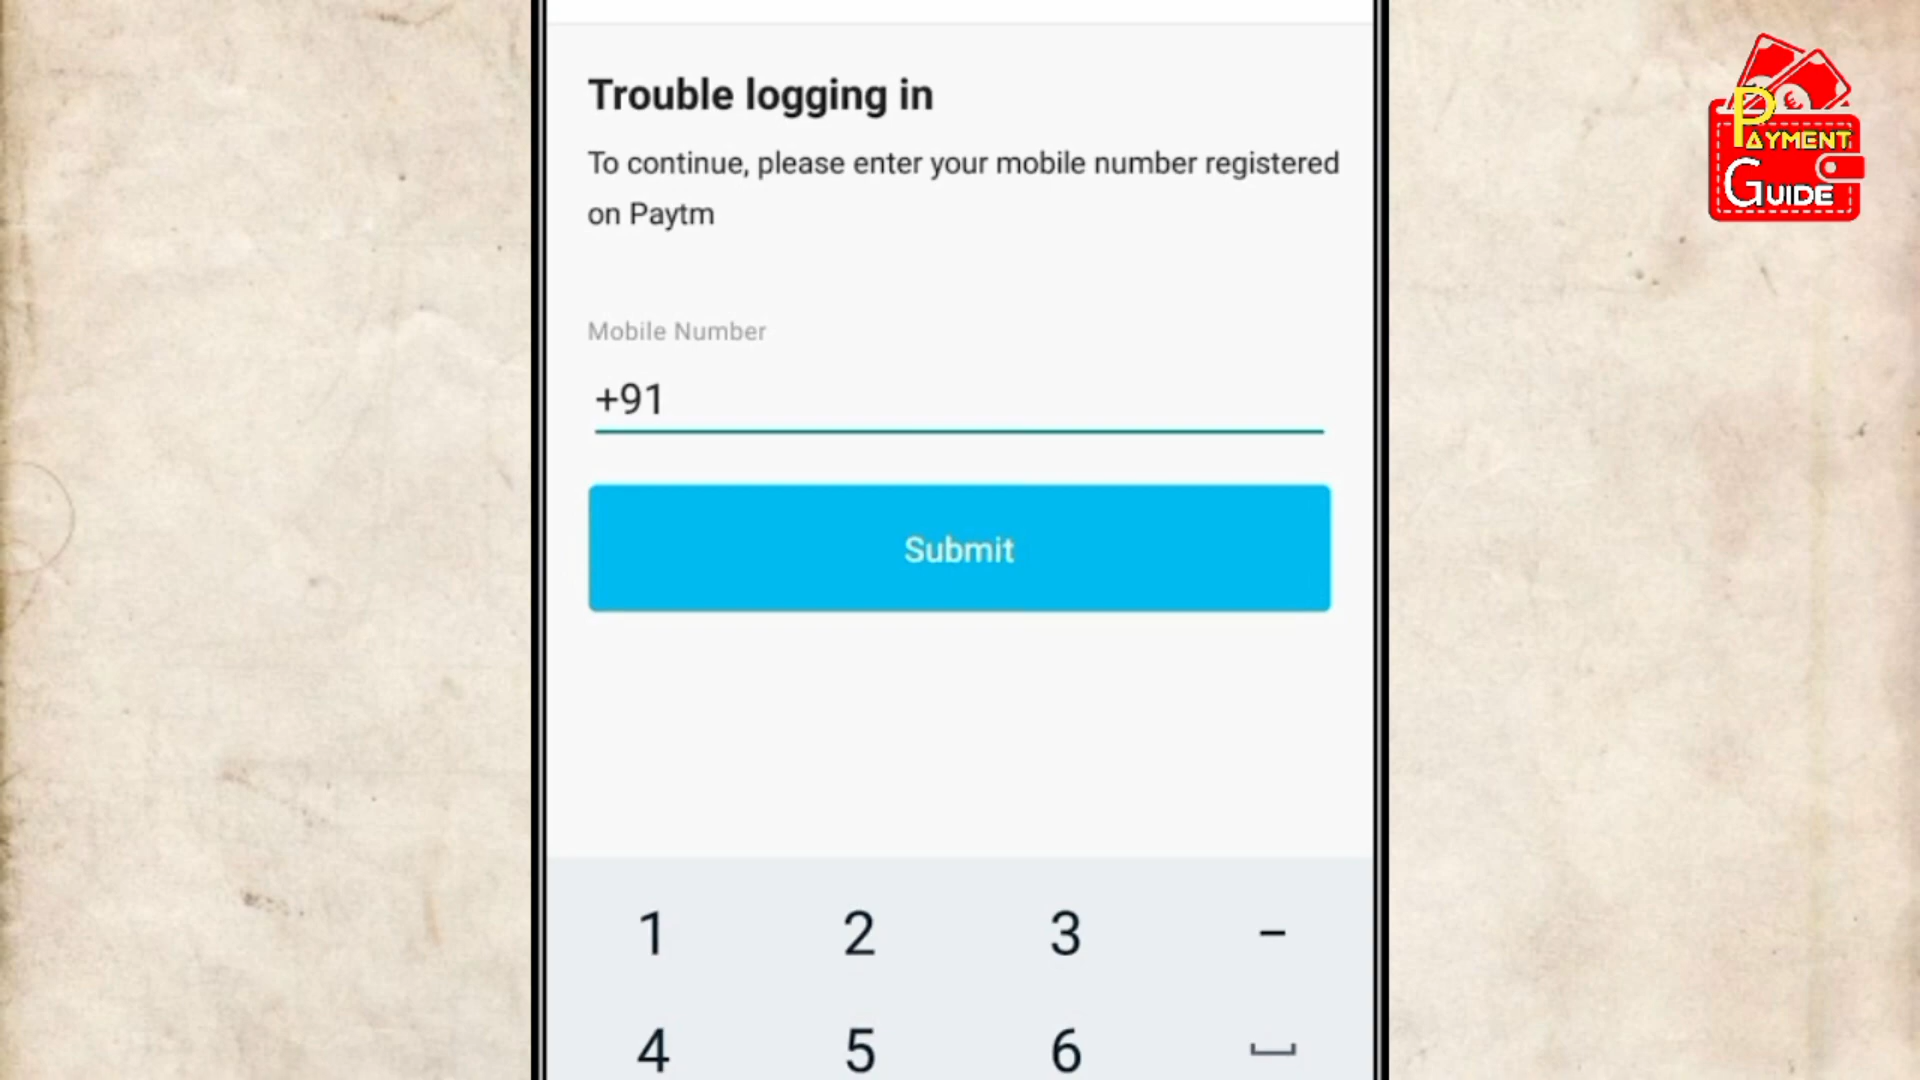 Trouble logging in
To continue, please enter your mobile number registered
on Paytm
Mobile Number
+91
Submit
1 2 3 –
4 5 6
PAYMENT
GUIDE